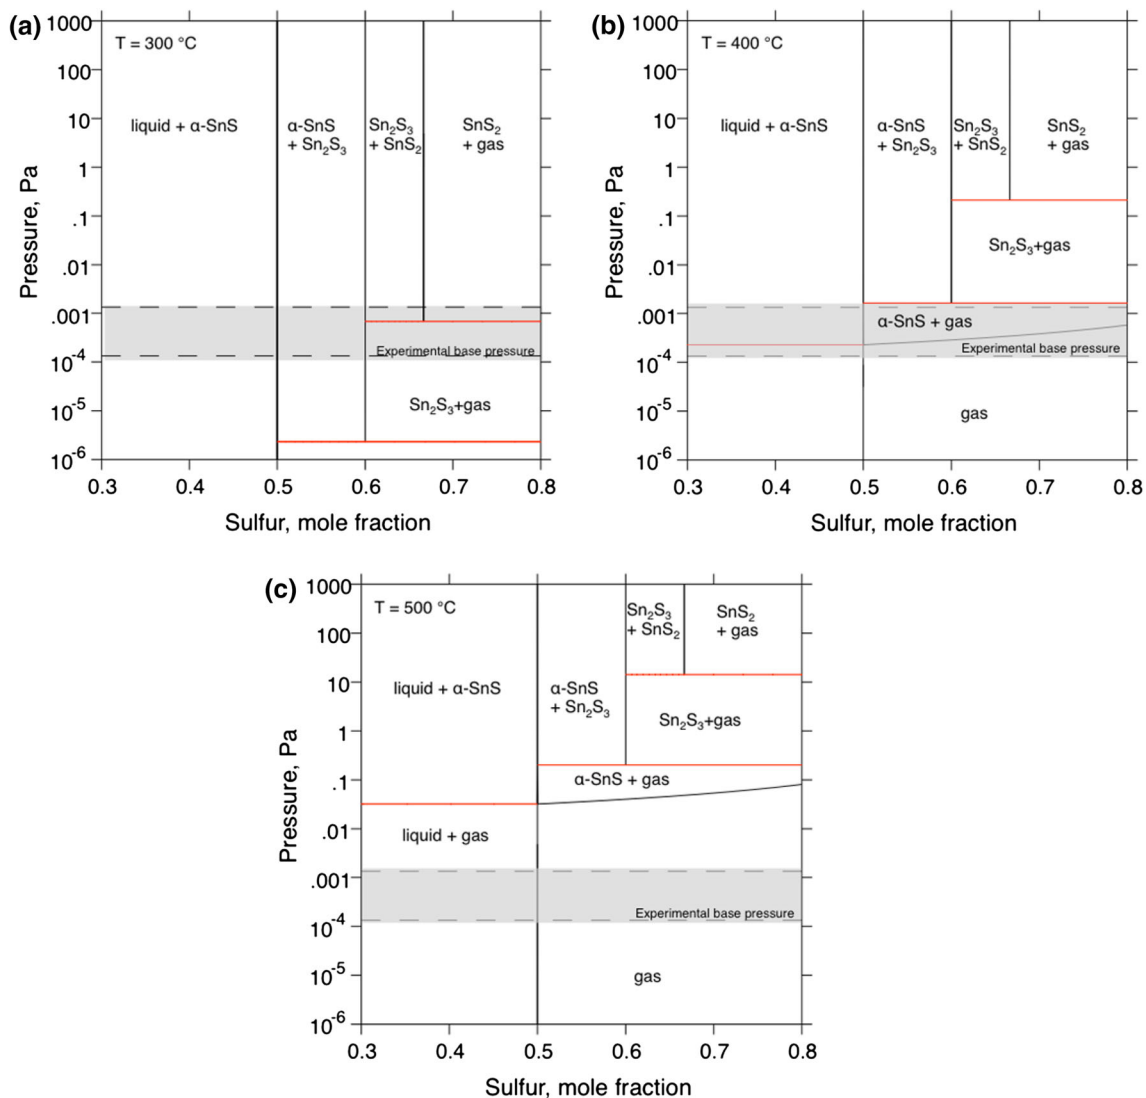 (a)
T = 300 °C
1000
100
10
1
.1
.01
.001
10⁻⁴
10⁻⁵
10⁻⁶
Pressure, Pa
liquid + α-SnS
α-SnS
+ Sn₂S₃
Sn₂S₃
+ SnS₂
SnS₂
+ gas
Experimental base pressure
Sn₂S₃+gas
0.3 0.4 0.5 0.6 0.7 0.8
Sulfur, mole fraction
(b)
T = 400 °C
1000
100
10
1
.1
.01
.001
10⁻⁴
10⁻⁵
10⁻⁶
Pressure, Pa
liquid + α-SnS
α-SnS
+ Sn₂S₃
Sn₂S₃
+ SnS₂
SnS₂
+ gas
Sn₂S₃+gas
α-SnS + gas
Experimental base pressure
gas
0.3 0.4 0.5 0.6 0.7 0.8
Sulfur, mole fraction
(c)
T = 500 °C
1000
100
10
1
.1
.01
.001
10⁻⁴
10⁻⁵
10⁻⁶
Pressure, Pa
liquid + α-SnS
α-SnS
+ Sn₂S₃
Sn₂S₃
+ SnS₂
SnS₂
+ gas
Sn₂S₃+gas
α-SnS + gas
liquid + gas
Experimental base pressure
gas
0.3 0.4 0.5 0.6 0.7 0.8
Sulfur, mole fraction